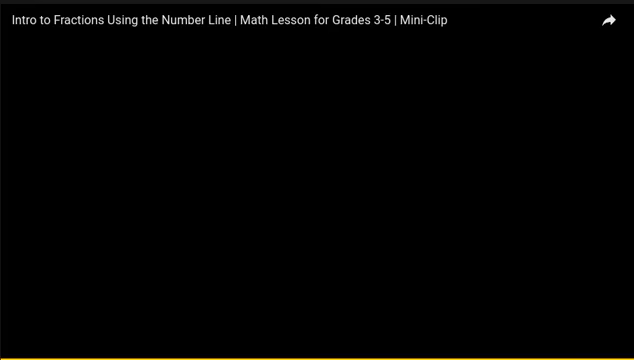 Intro to Fractions Using the Number Line | Math Lesson for Grades 3-5 | Mini-Clip